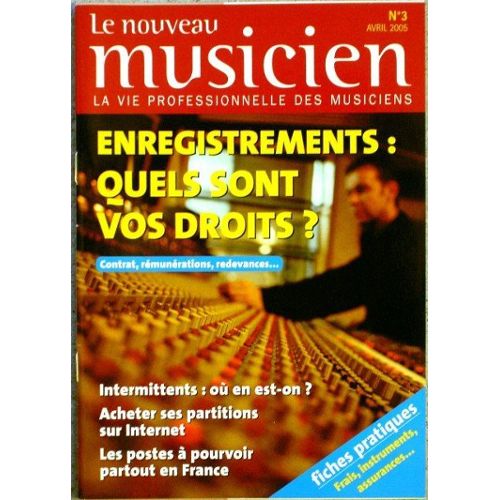 Le nouveau
N°3
AVRIL 2005
musicien
LA VIE PROFESSIONNELLE DES MUSICIENS
ENREGISTREMENTS :
QUELS SONT
VOS DROITS ?
Contrat, rémunérations, redevances...
Intermittents : où en est-on ?
Acheter ses partitions
sur Internet
Les postes à pourvoir
partout en France
fiches pratiques
Frais, instruments,
assurances...